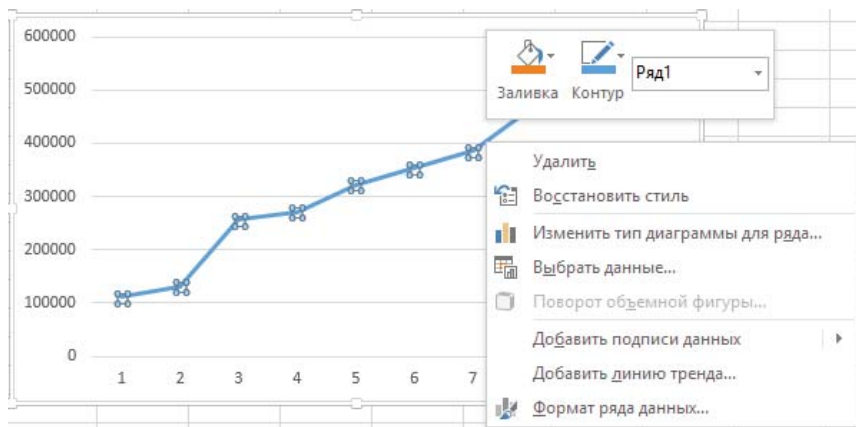 600000
500000
400000
300000
200000
100000
0
1 2 3 4 5 6 7
Заливка Контур
Ряд1
Удалить
Восстановить стиль
Изменить тип диаграммы для ряда...
Выбрать данные...
Поворот объемной фигуры...
Добавить подписи данных
Добавить линию тренда...
Формат ряда данных...